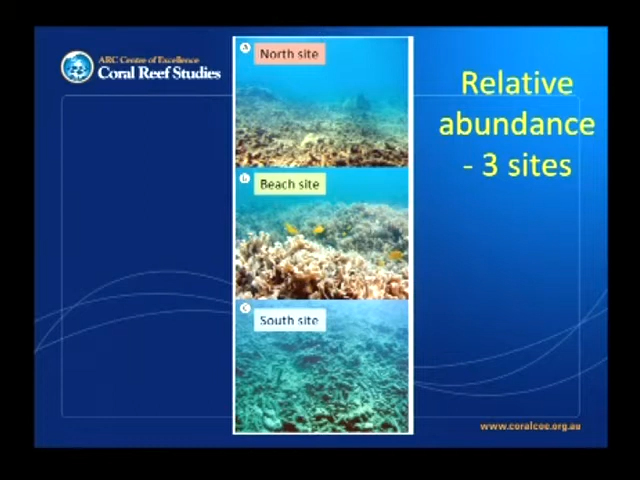 ARC Centre of Excellence
Coral Reef Studies
North site
Beach site
South site
Relative
abundance
- 3 sites
www.coralcoe.org.au